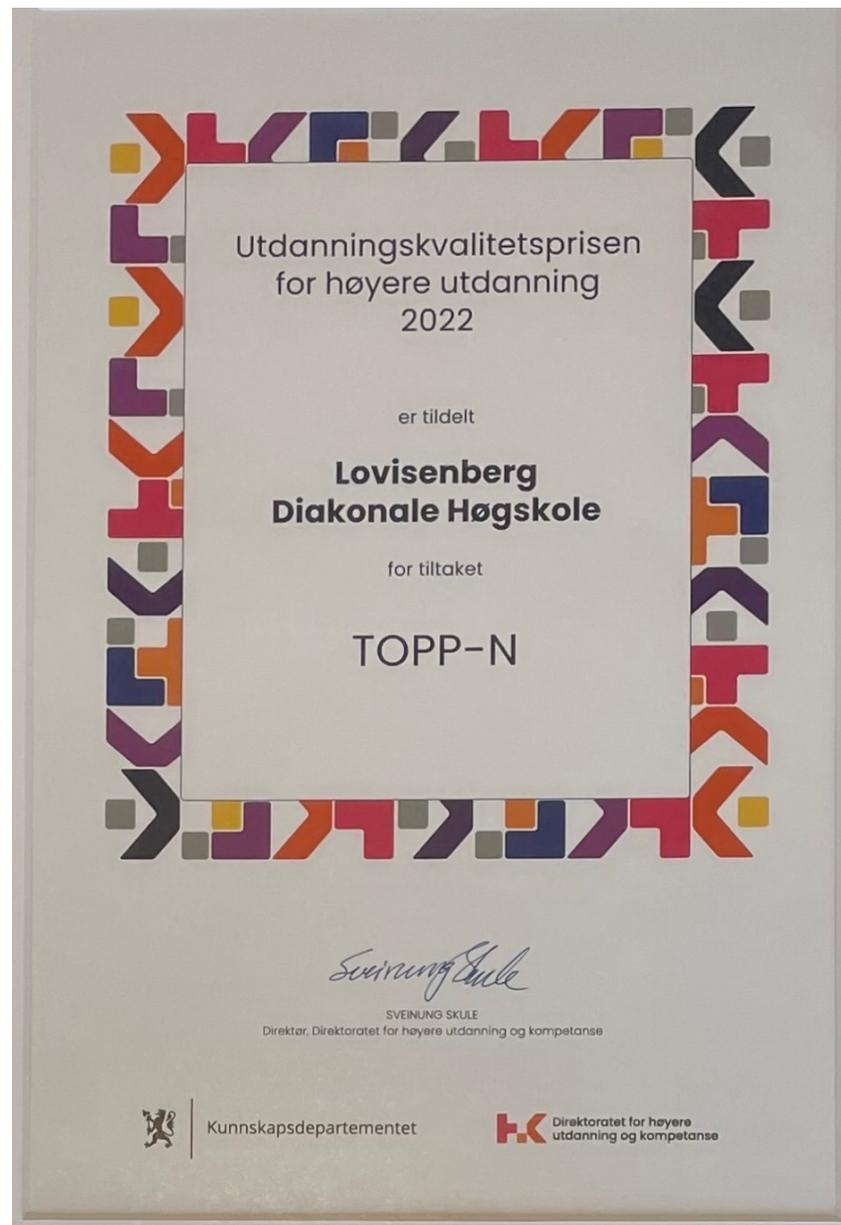 Utdanningskvalitetsprisen
for høyere utdanning
2022
er tildelt
Lovisenberg
Diakonale Høgskole
for tiltaket
TOPP-N
Sveinung Skule
SVEINUNG SKULE
Direktør, Direktoratet for høyere utdanning og kompetanse
Kunnskapsdepartementet
HK Direktoratet for høyere
utdanning og kompetanse